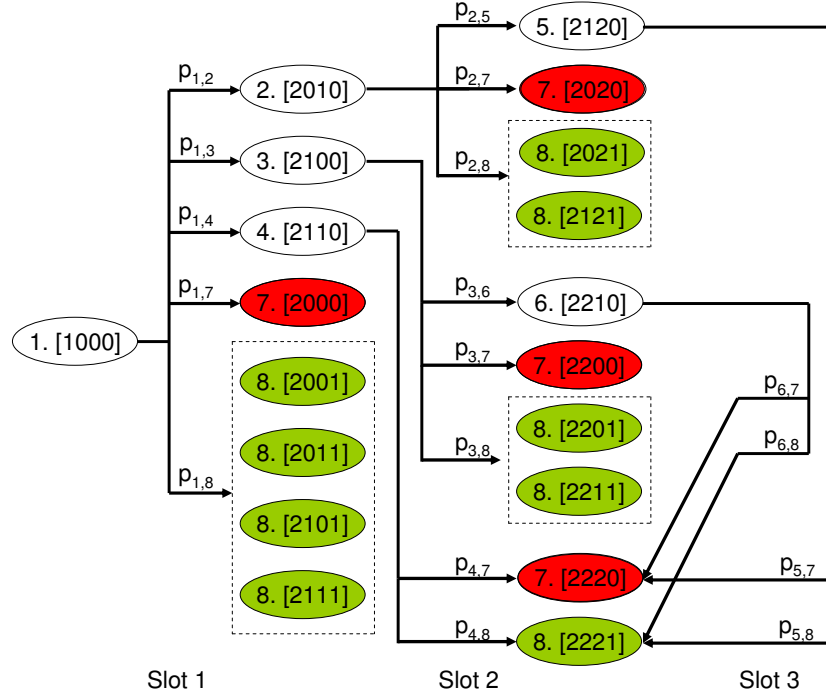 p1,2
p1,3
p1,4
p1,7
p1,8
1. [1000]
2. [2010]
3. [2100]
4. [2110]
7. [2000]
8. [2001]
8. [2011]
8. [2101]
8. [2111]
p2,5
p2,7
p2,8
p3,6
p3,7
p3,8
p4,7
p4,8
5. [2120]
7. [2020]
8. [2021]
8. [2121]
6. [2210]
7. [2200]
8. [2201]
8. [2211]
7. [2220]
8. [2221]
p6,7
p6,8
p5,7
p5,8
Slot 1
Slot 2
Slot 3